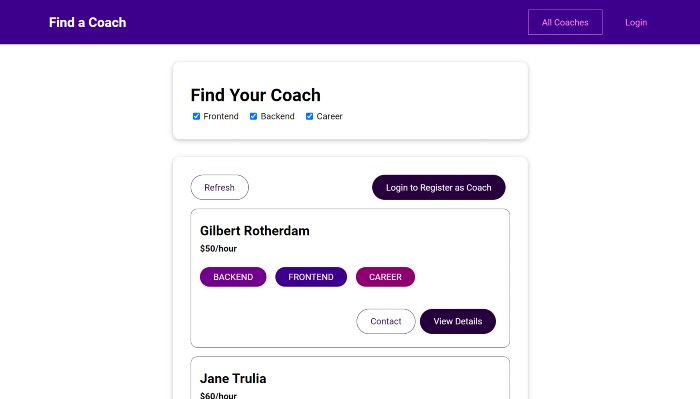 Find a Coach
All Coaches
Login
Find Your Coach
Frontend
Backend
Career
Refresh
Login to Register as Coach
Gilbert Rotherdam
$50/hour
BACKEND
FRONTEND
CAREER
Contact
View Details
Jane Trulia
$60/hour